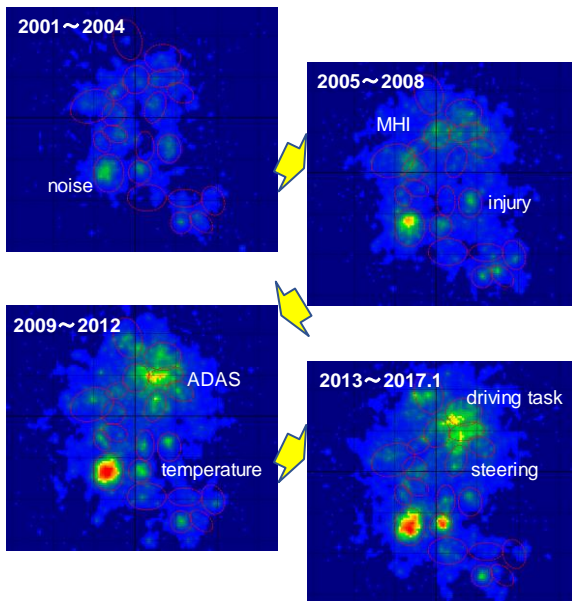 2001～2004
noise
2005～2008
MHI
injury
2009～2012
ADAS
temperature
2013～2017.1
driving task
steering